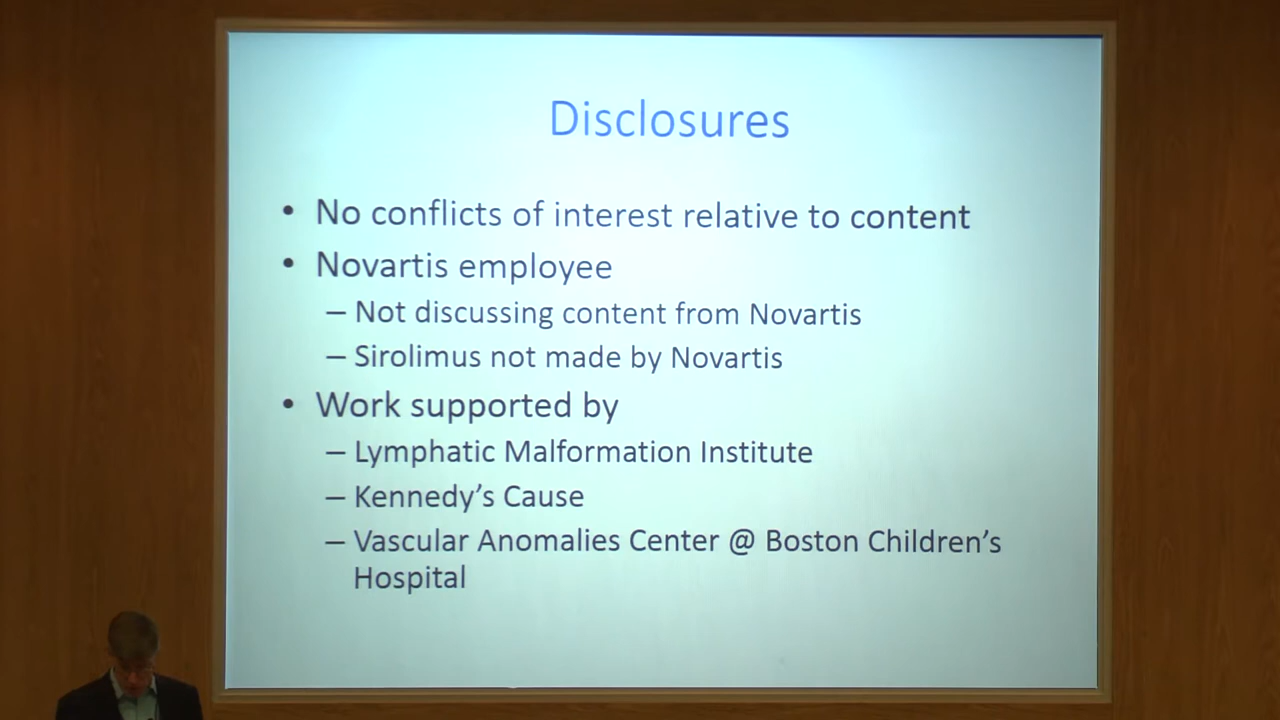 Disclosures
• No conflicts of interest relative to content
• Novartis employee
– Not discussing content from Novartis
– Sirolimus not made by Novartis
• Work supported by
– Lymphatic Malformation Institute
– Kennedy’s Cause
– Vascular Anomalies Center @ Boston Children’s
Hospital